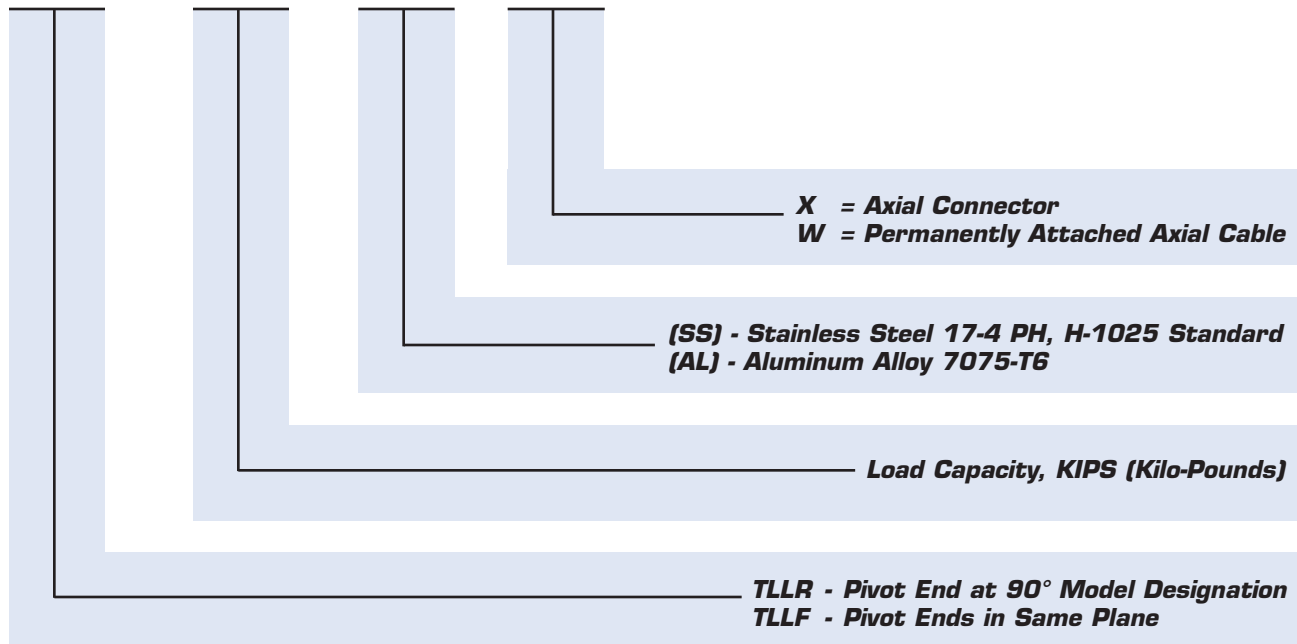 X = Axial Connector
W = Permanently Attached Axial Cable
(SS) - Stainless Steel 17-4 PH, H-1025 Standard
(AL) - Aluminum Alloy 7075-T6
Load Capacity, KIPS (Kilo-Pounds)
TLLR - Pivot End at 90° Model Designation
TLLF - Pivot Ends in Same Plane